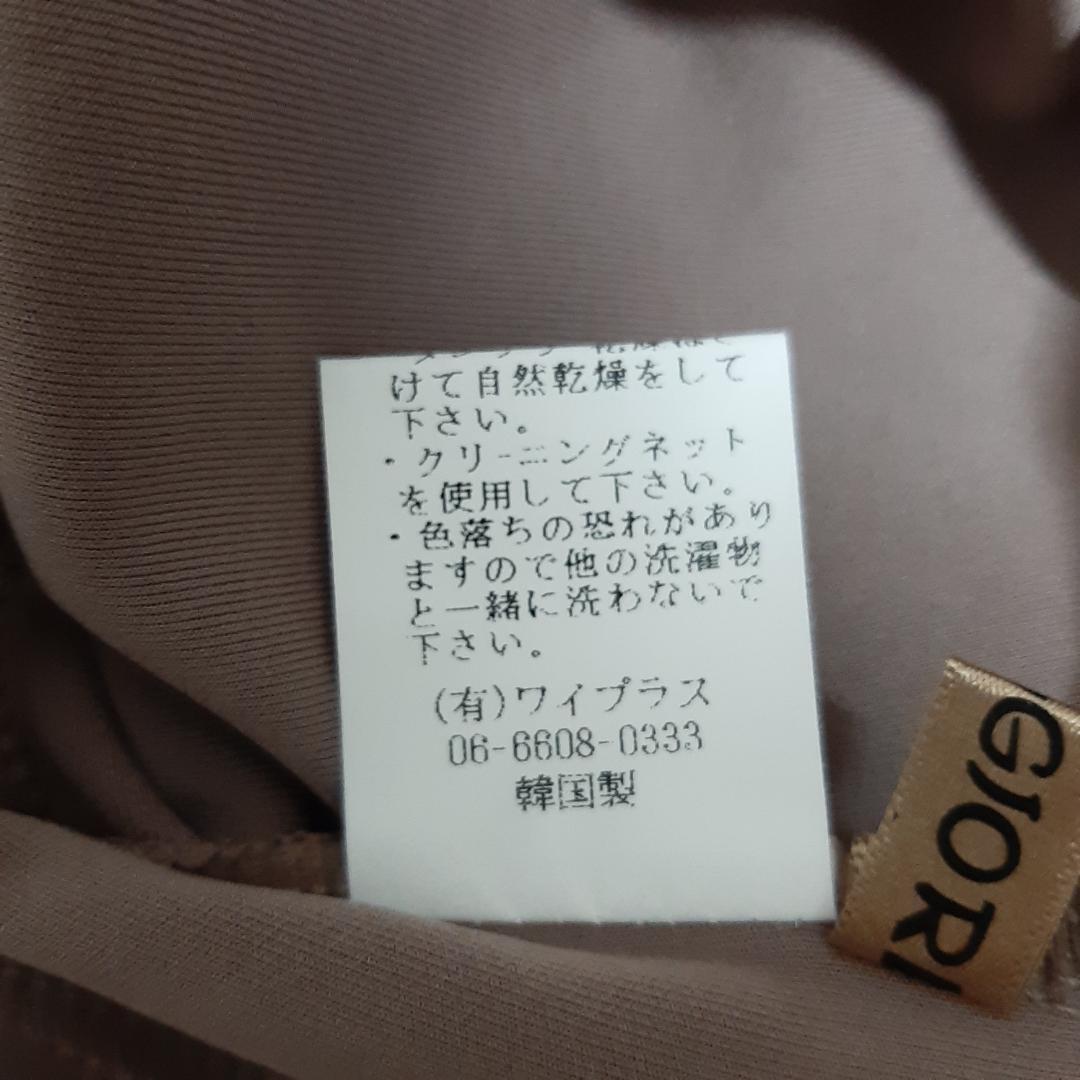 けて自然乾燥をして
下さい。
・クリーニングネット
を使用して下さい。
・色落ちの恐れがあり
ますので他の洗濯物
と一緒に洗わないで
下さい。
(有)ワイプラス
06-6608-0333
韓国製
GIORI